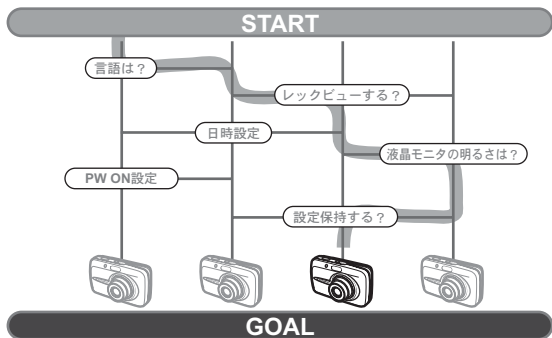 START
言語は？
レックビューする？
日時設定
液晶モニタの明るさは？
PW ON設定
設定保持する？
GOAL